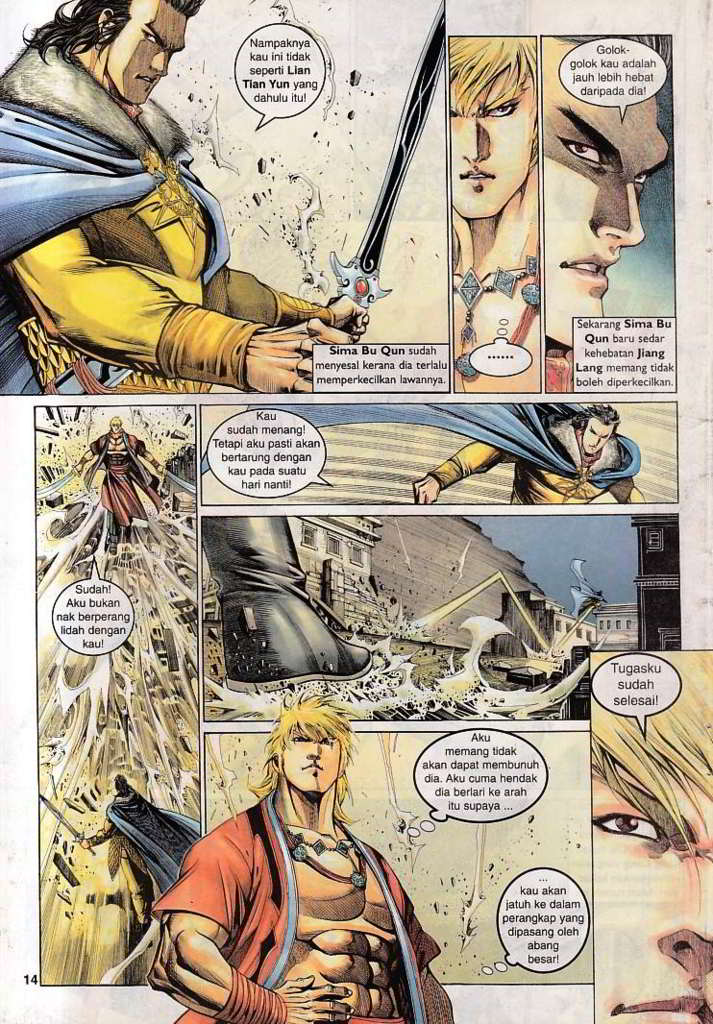 Nampaknya
kau ini tidak
seperti Lian
Tian Yun yang
dahulu itu!
Sima Bu Qun sudah
menyesal kerana dia terlalu
memperkecilkan lawannya.
......
Golok-
golok kau adalah
jauh lebih hebat
daripada dia!
Sekarang Sima Bu
Qun baru sedar
kehebatan Jiang
Lang memang tidak
boleh diperkecilkan.
Kau
sudah menang!
Tetapi aku pasti akan
bertarung dengan
kau pada suatu
hari nanti!
Sudah!
Aku bukan
nak berperang
lidah dengan
kau!
Aku
memang tidak
akan dapat membunuh
dia. Aku cuma hendak
dia berlari ke arah
itu supaya ...
...
kau akan
jatuh ke dalam
perangkap yang
dipasang oleh
abang
besar!
Tugasku
sudah
selesai!
14